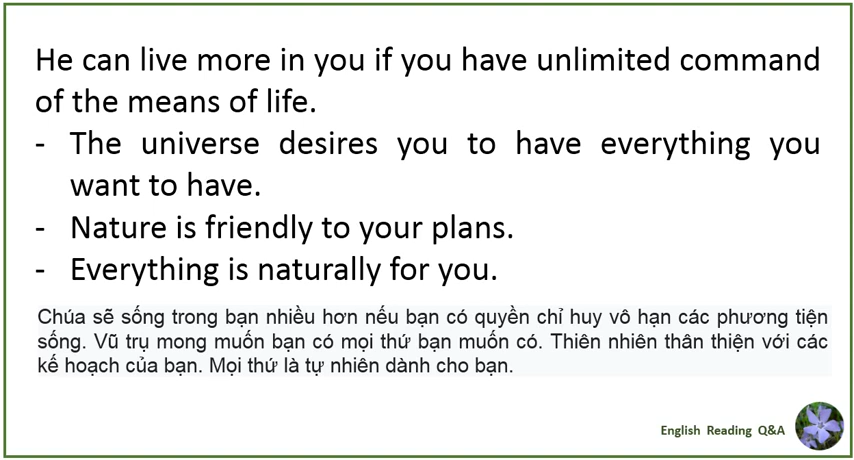 He can live more in you if you have unlimited command
of the means of life.
- The universe desires you to have everything you
want to have.
- Nature is friendly to your plans.
- Everything is naturally for you.
Chúa sẽ sống trong bạn nhiều hơn nếu bạn có quyền chỉ huy vô hạn các phương tiện
sống. Vũ trụ mong muốn bạn có mọi thứ bạn muốn có. Thiên nhiên thân thiện với các
kế hoạch của bạn. Mọi thứ là tự nhiên dành cho bạn.
English Reading Q&A